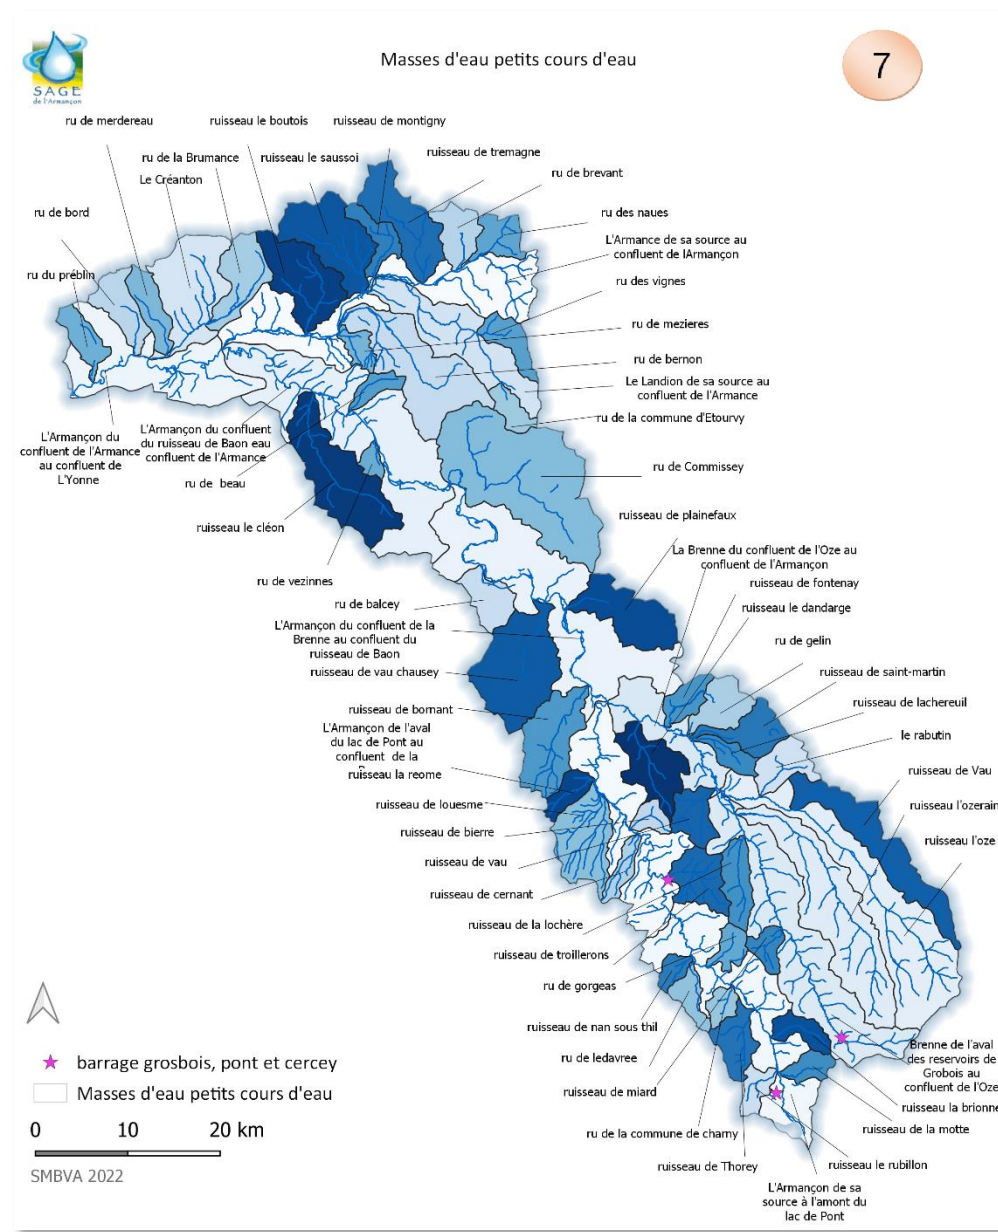 SAGE
de l'Armançon
Masses d'eau petits cours d'eau
7
ru de merdereau
ruisseau le boutois
ruisseau de montigny
ru de la Brumance
ruisseau le saussoi
ruisseau de tremagne
Le Créanton
ru de brevant
ru de bord
ru des naues
L'Armance de sa source au
confluent de lArmançon
ru du préblin
ru des vignes
ru de mezieres
ru de bernon
Le Landion de sa source au
confluent de l'Armance
ru de la commune d'Etourvy
L'Armançon du
confluent de l'Armance
au confluent de
L'Yonne
L'Armançon du confluent
du ruisseau de Baon eau
confluent de l'Armance
ru de beau
ru de Commissey
ruisseau de plainefaux
ruisseau le cléon
La Brenne du confluent de l'Oze au
confluent de l'Armançon
ru de vezinnes
ruisseau de fontenay
ru de balcey
ruisseau le dandarge
L'Armançon du confluent de la
Brenne au confluent du
ruisseau de Baon
ru de gelin
ruisseau de vau chausey
ruisseau de saint-martin
ruisseau de lachereuil
ruisseau de bornant
L'Armançon de l'aval
du lac de Pont au
confluent de la
le rabutin
ruisseau la reome
ruisseau de Vau
ruisseau de louesme
ruisseau l'ozerain
ruisseau de bierre
ruisseau l'oze
ruisseau de vau
ruisseau de cernant
ruisseau de la lochère
ruisseau de troillerons
ru de gorgeas
ruisseau de nan sous thil
ru de ledavree
ruisseau de miard
Brenne de l'aval
des reservoirs de
Grobois au
confluent de l'Oze
ruisseau la brionne
ruisseau de la motte
ru de la commune de charny
ruisseau de Thorey
ruisseau le rubillon
L'Armançon de sa
source à l'amont du
lac de Pont
barrage grosbois, pont et cercey
Masses d'eau petits cours d'eau
0 10 20 km
SMBVA 2022